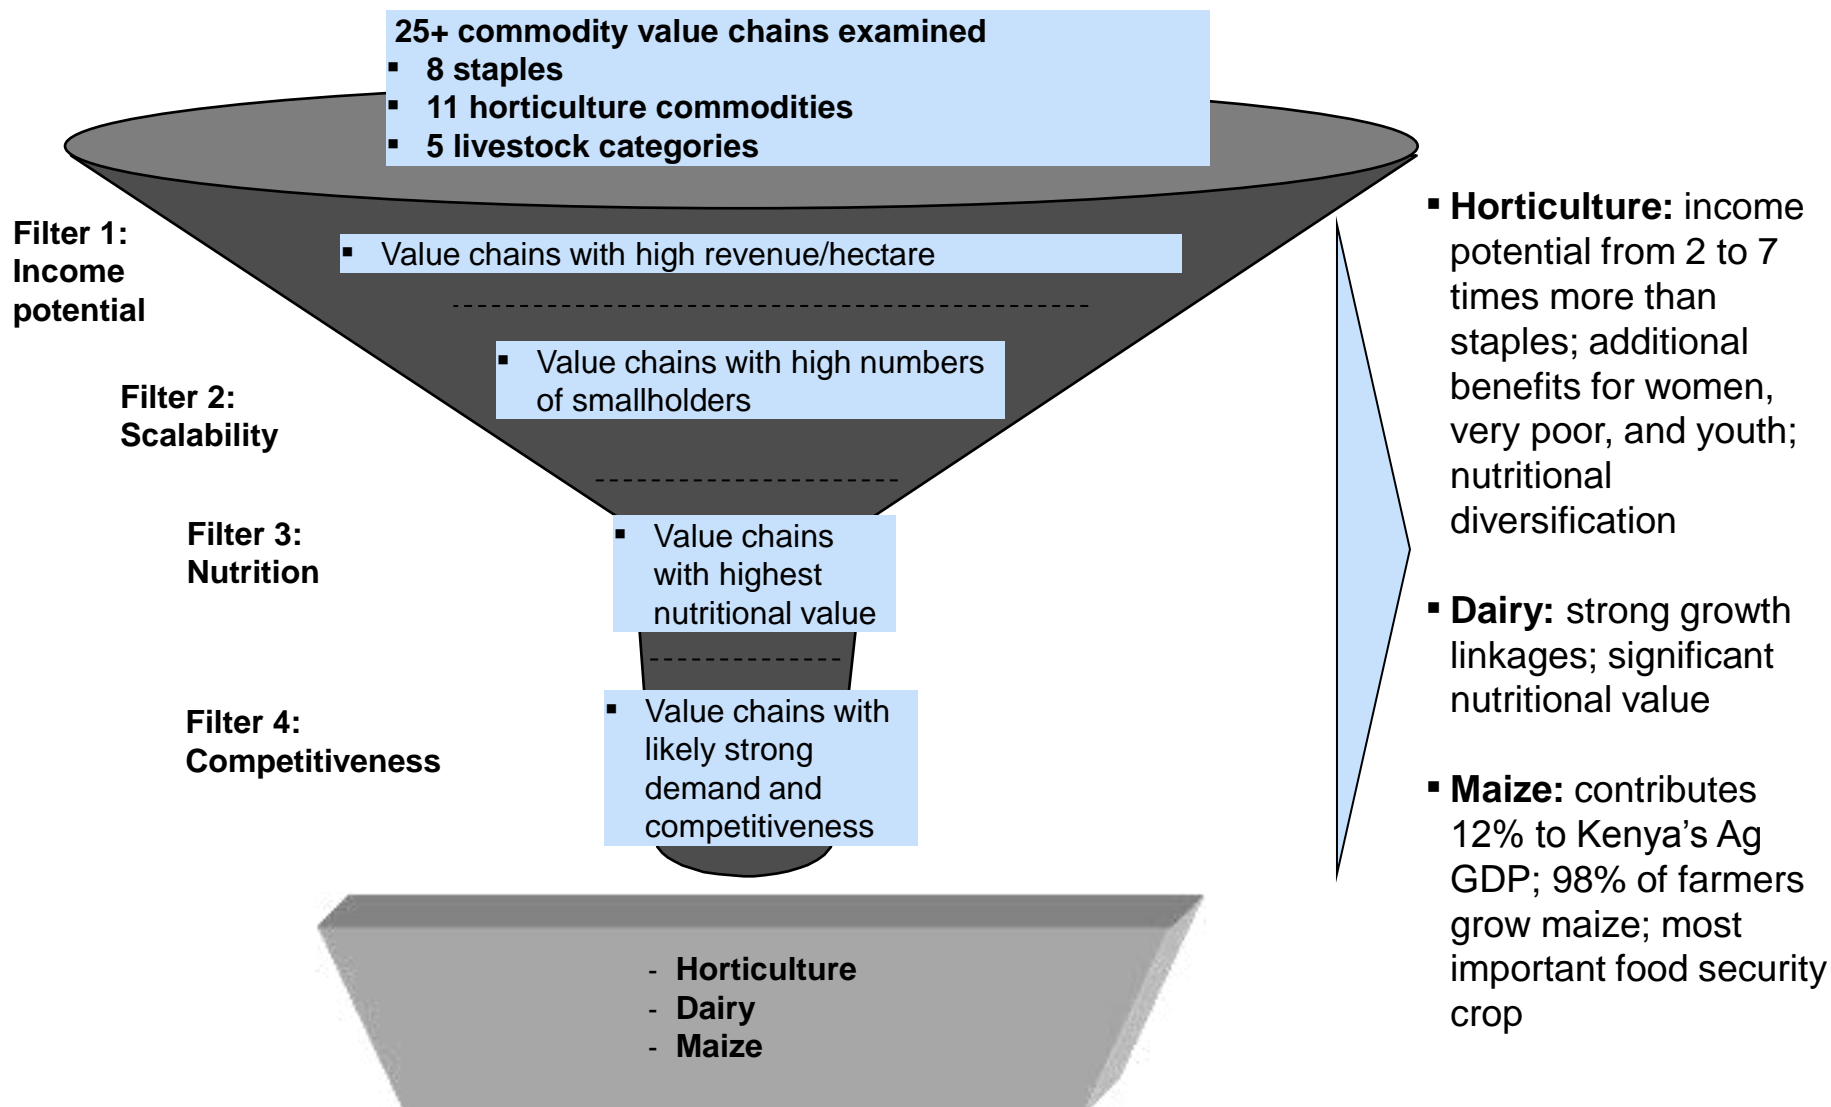 25+ commodity value chains examined
▪ 8 staples
▪ 11 horticulture commodities
▪ 5 livestock categories
Filter 1:
Income
potential
▪ Value chains with high revenue/hectare
Filter 2:
Scalability
▪ Value chains with high numbers
of smallholders
Filter 3:
Nutrition
▪ Value chains
with highest
nutritional value
Filter 4:
Competitiveness
▪ Value chains with
likely strong
demand and
competitiveness
- Horticulture
- Dairy
- Maize
▪ Horticulture: income
potential from 2 to 7
times more than
staples; additional
benefits for women,
very poor, and youth;
nutritional
diversification
▪ Dairy: strong growth
linkages; significant
nutritional value
▪ Maize: contributes
12% to Kenya’s Ag
GDP; 98% of farmers
grow maize; most
important food security
crop